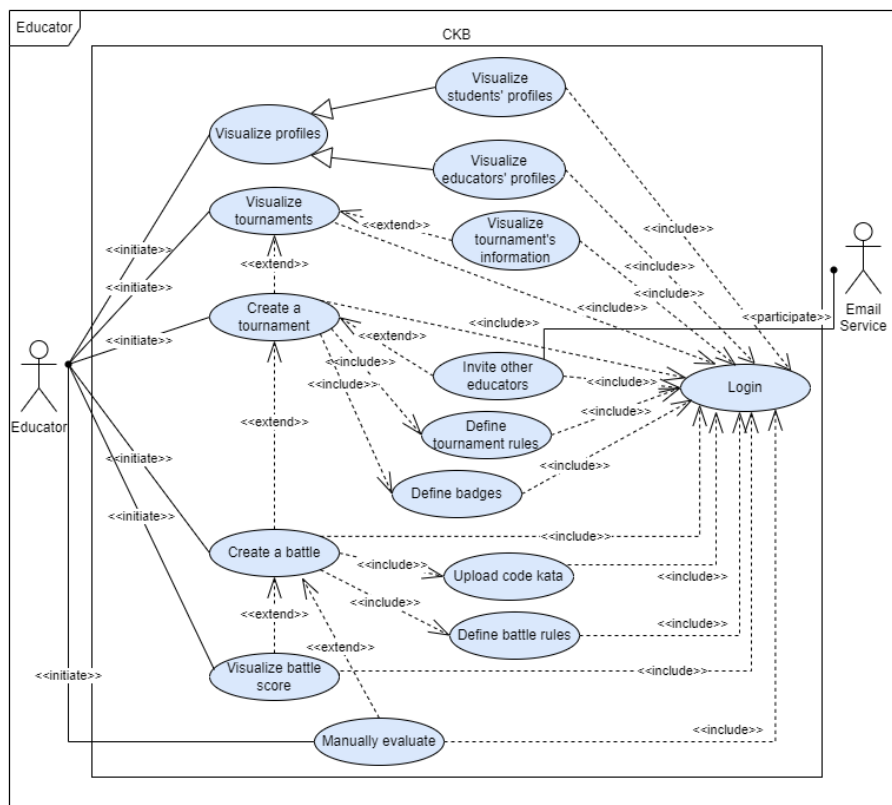 Educator
CKB
Visualize
students' profiles
Visualize profiles
Visualize
educators' profiles
Visualize
tournaments
<<extend>>
Visualize
tournament's
information
<<include>>
<<initiate>>
<<include>>
<<extend>>
<<initiate>>
<<include>>
<<include>>
Email
Service
Create a
tournament
<<initiate>>
<<extend>>
<<include>>
<<participate>>
<<include>>
Invite other
educators
<<include>>
Login
<<include>>
Educator
<<extend>>
Define
tournament rules
<<include>>
<<initiate>>
Define badges
<<include>>
<<initiate>>
Create a battle
<<include>>
<<include>>
Upload code kata
<<include>>
<<include>>
<<extend>>
Define battle rules
<<include>>
<<extend>>
<<initiate>>
Visualize battle
score
<<include>>
Manually evaluate
<<include>>